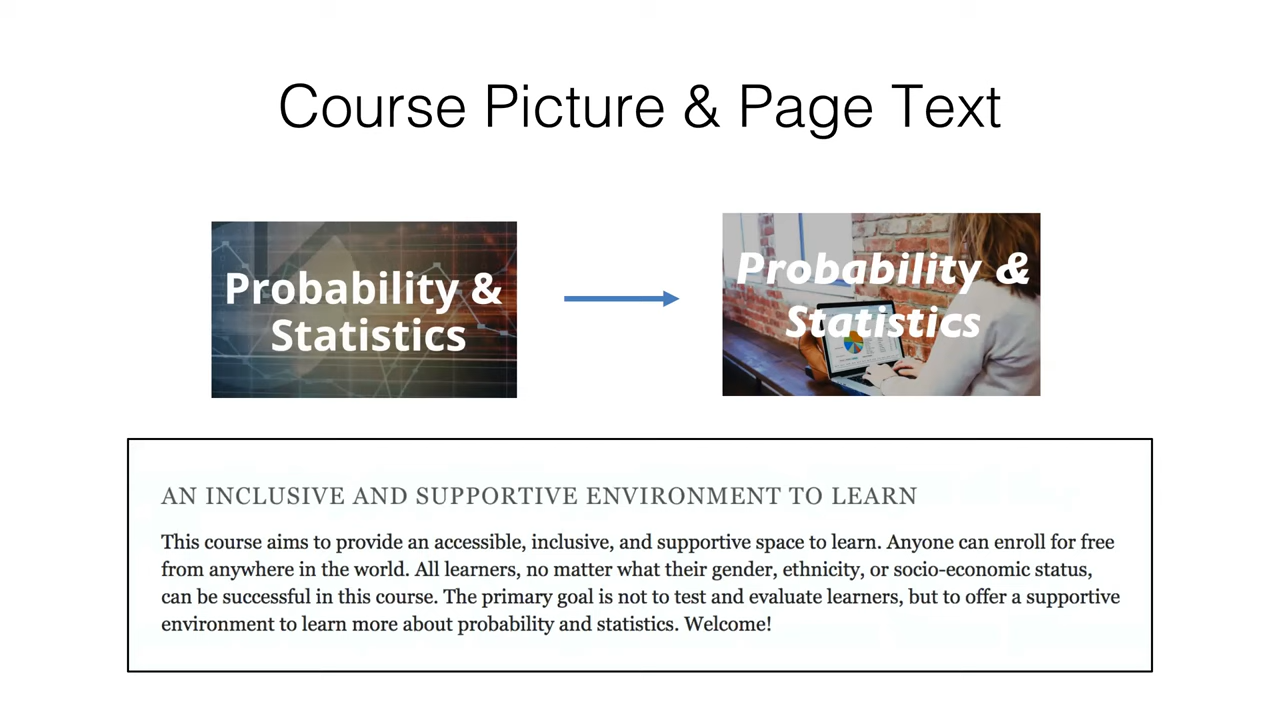 Course Picture & Page Text
Probability &
Statistics
Probability &
Statistics
AN INCLUSIVE AND SUPPORTIVE ENVIRONMENT TO LEARN
This course aims to provide an accessible, inclusive, and supportive space to learn. Anyone can enroll for free
from anywhere in the world. All learners, no matter what their gender, ethnicity, or socio-economic status,
can be successful in this course. The primary goal is not to test and evaluate learners, but to offer a supportive
environment to learn more about probability and statistics. Welcome!